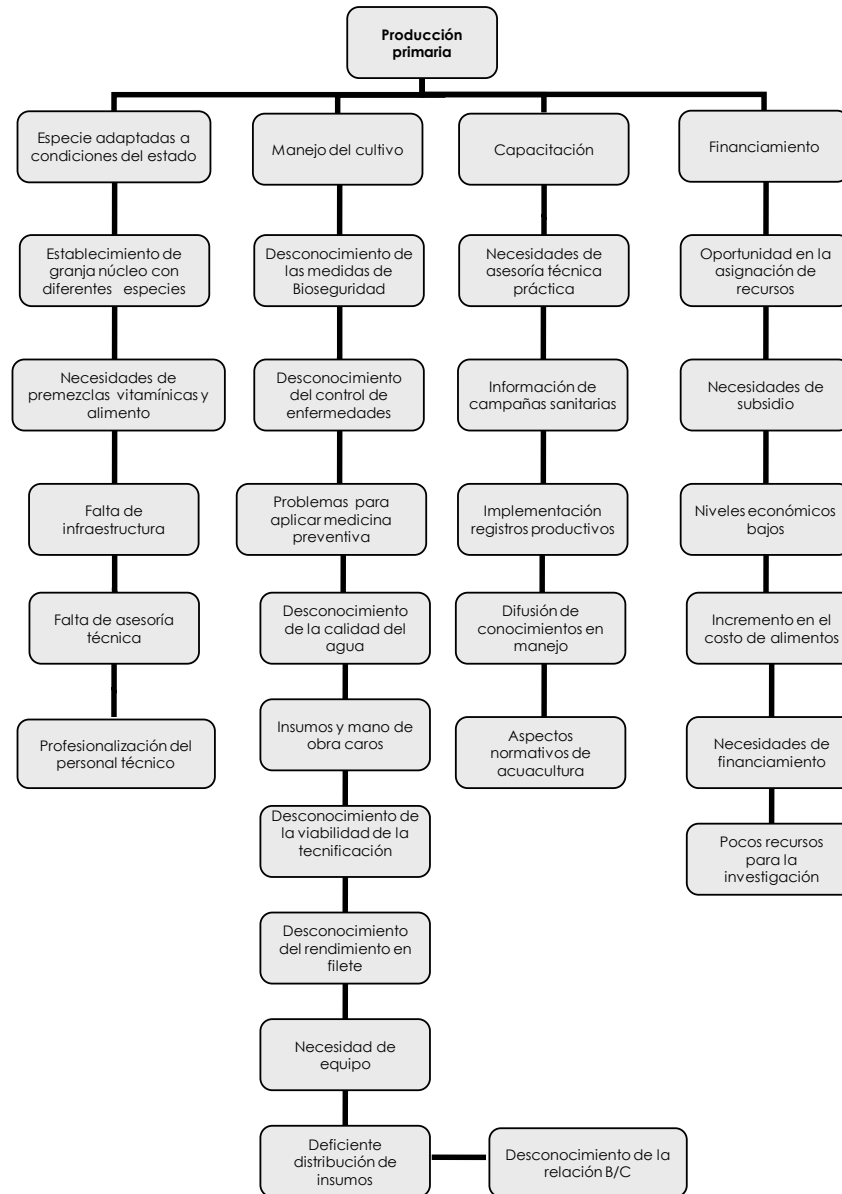 Producción
primaria
Especie adaptadas a
condiciones del estado
Manejo del cultivo
Capacitación
Financiamiento
Establecimiento de
granja núcleo con
diferentes especies
Desconocimiento de
las medidas de
Bioseguridad
Necesidades de
asesoría técnica
práctica
Oportunidad en la
asignación de
recursos
Necesidades de
premezclas vitamínicas y
alimento
Desconocimiento
del control de
enfermedades
Información de
campañas sanitarias
Necesidades de
subsidio
Falta de
infraestructura
Problemas para
aplicar medicina
preventiva
Implementación
registros productivos
Niveles económicos
bajos
Falta de asesoría
técnica
Desconocimiento
de la calidad del
agua
Difusión de
conocimientos en
manejo
Incremento en el
costo de alimentos
Profesionalización del
personal técnico
Insumos y mano de
obra caros
Aspectos
normativos de
acuacultura
Necesidades de
financiamiento
Desconocimiento de
la viabilidad de la
tecnificación
Pocos recursos
para la
investigación
Desconocimiento
del rendimiento en
filete
Necesidad de
equipo
Deficiente
distribución de
insumos
Desconocimiento de la
relación B/C